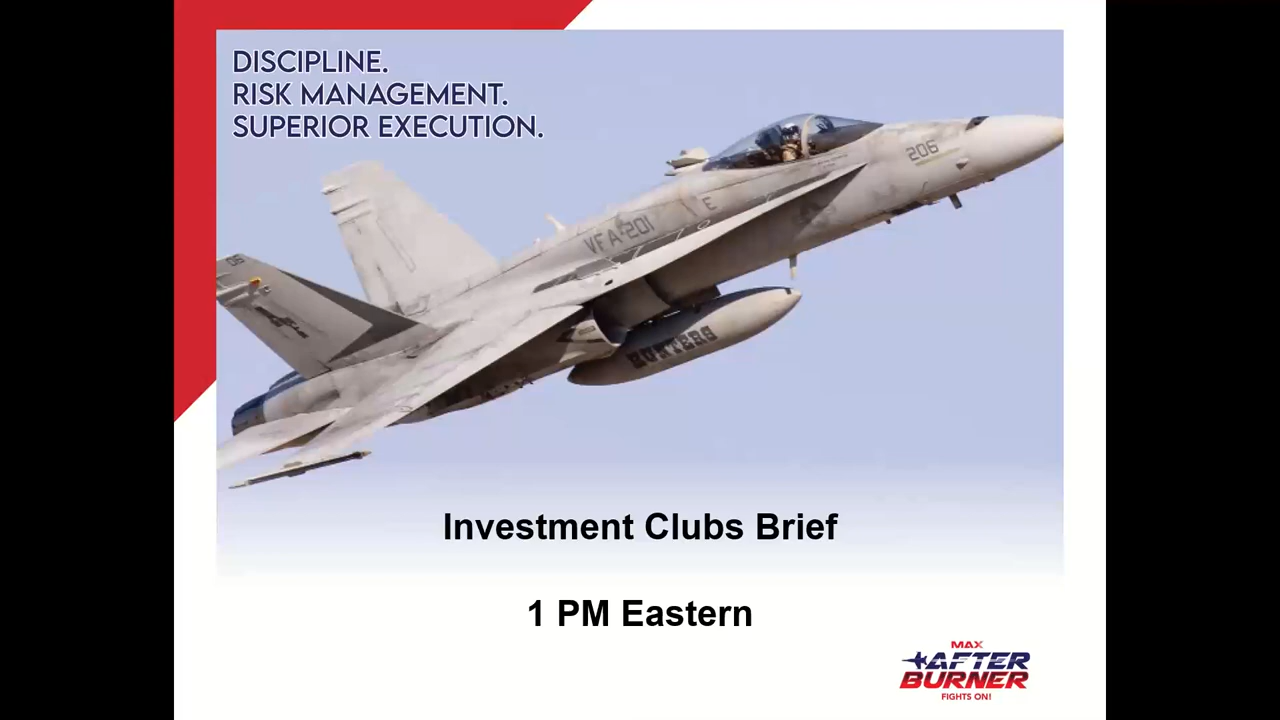 DISCIPLINE.
RISK MANAGEMENT.
SUPERIOR EXECUTION.
206
VFA-201
E
HUNTERS
Investment Clubs Brief
1 PM Eastern
MAX
AFTER
BURNER
FIGHTS ON!